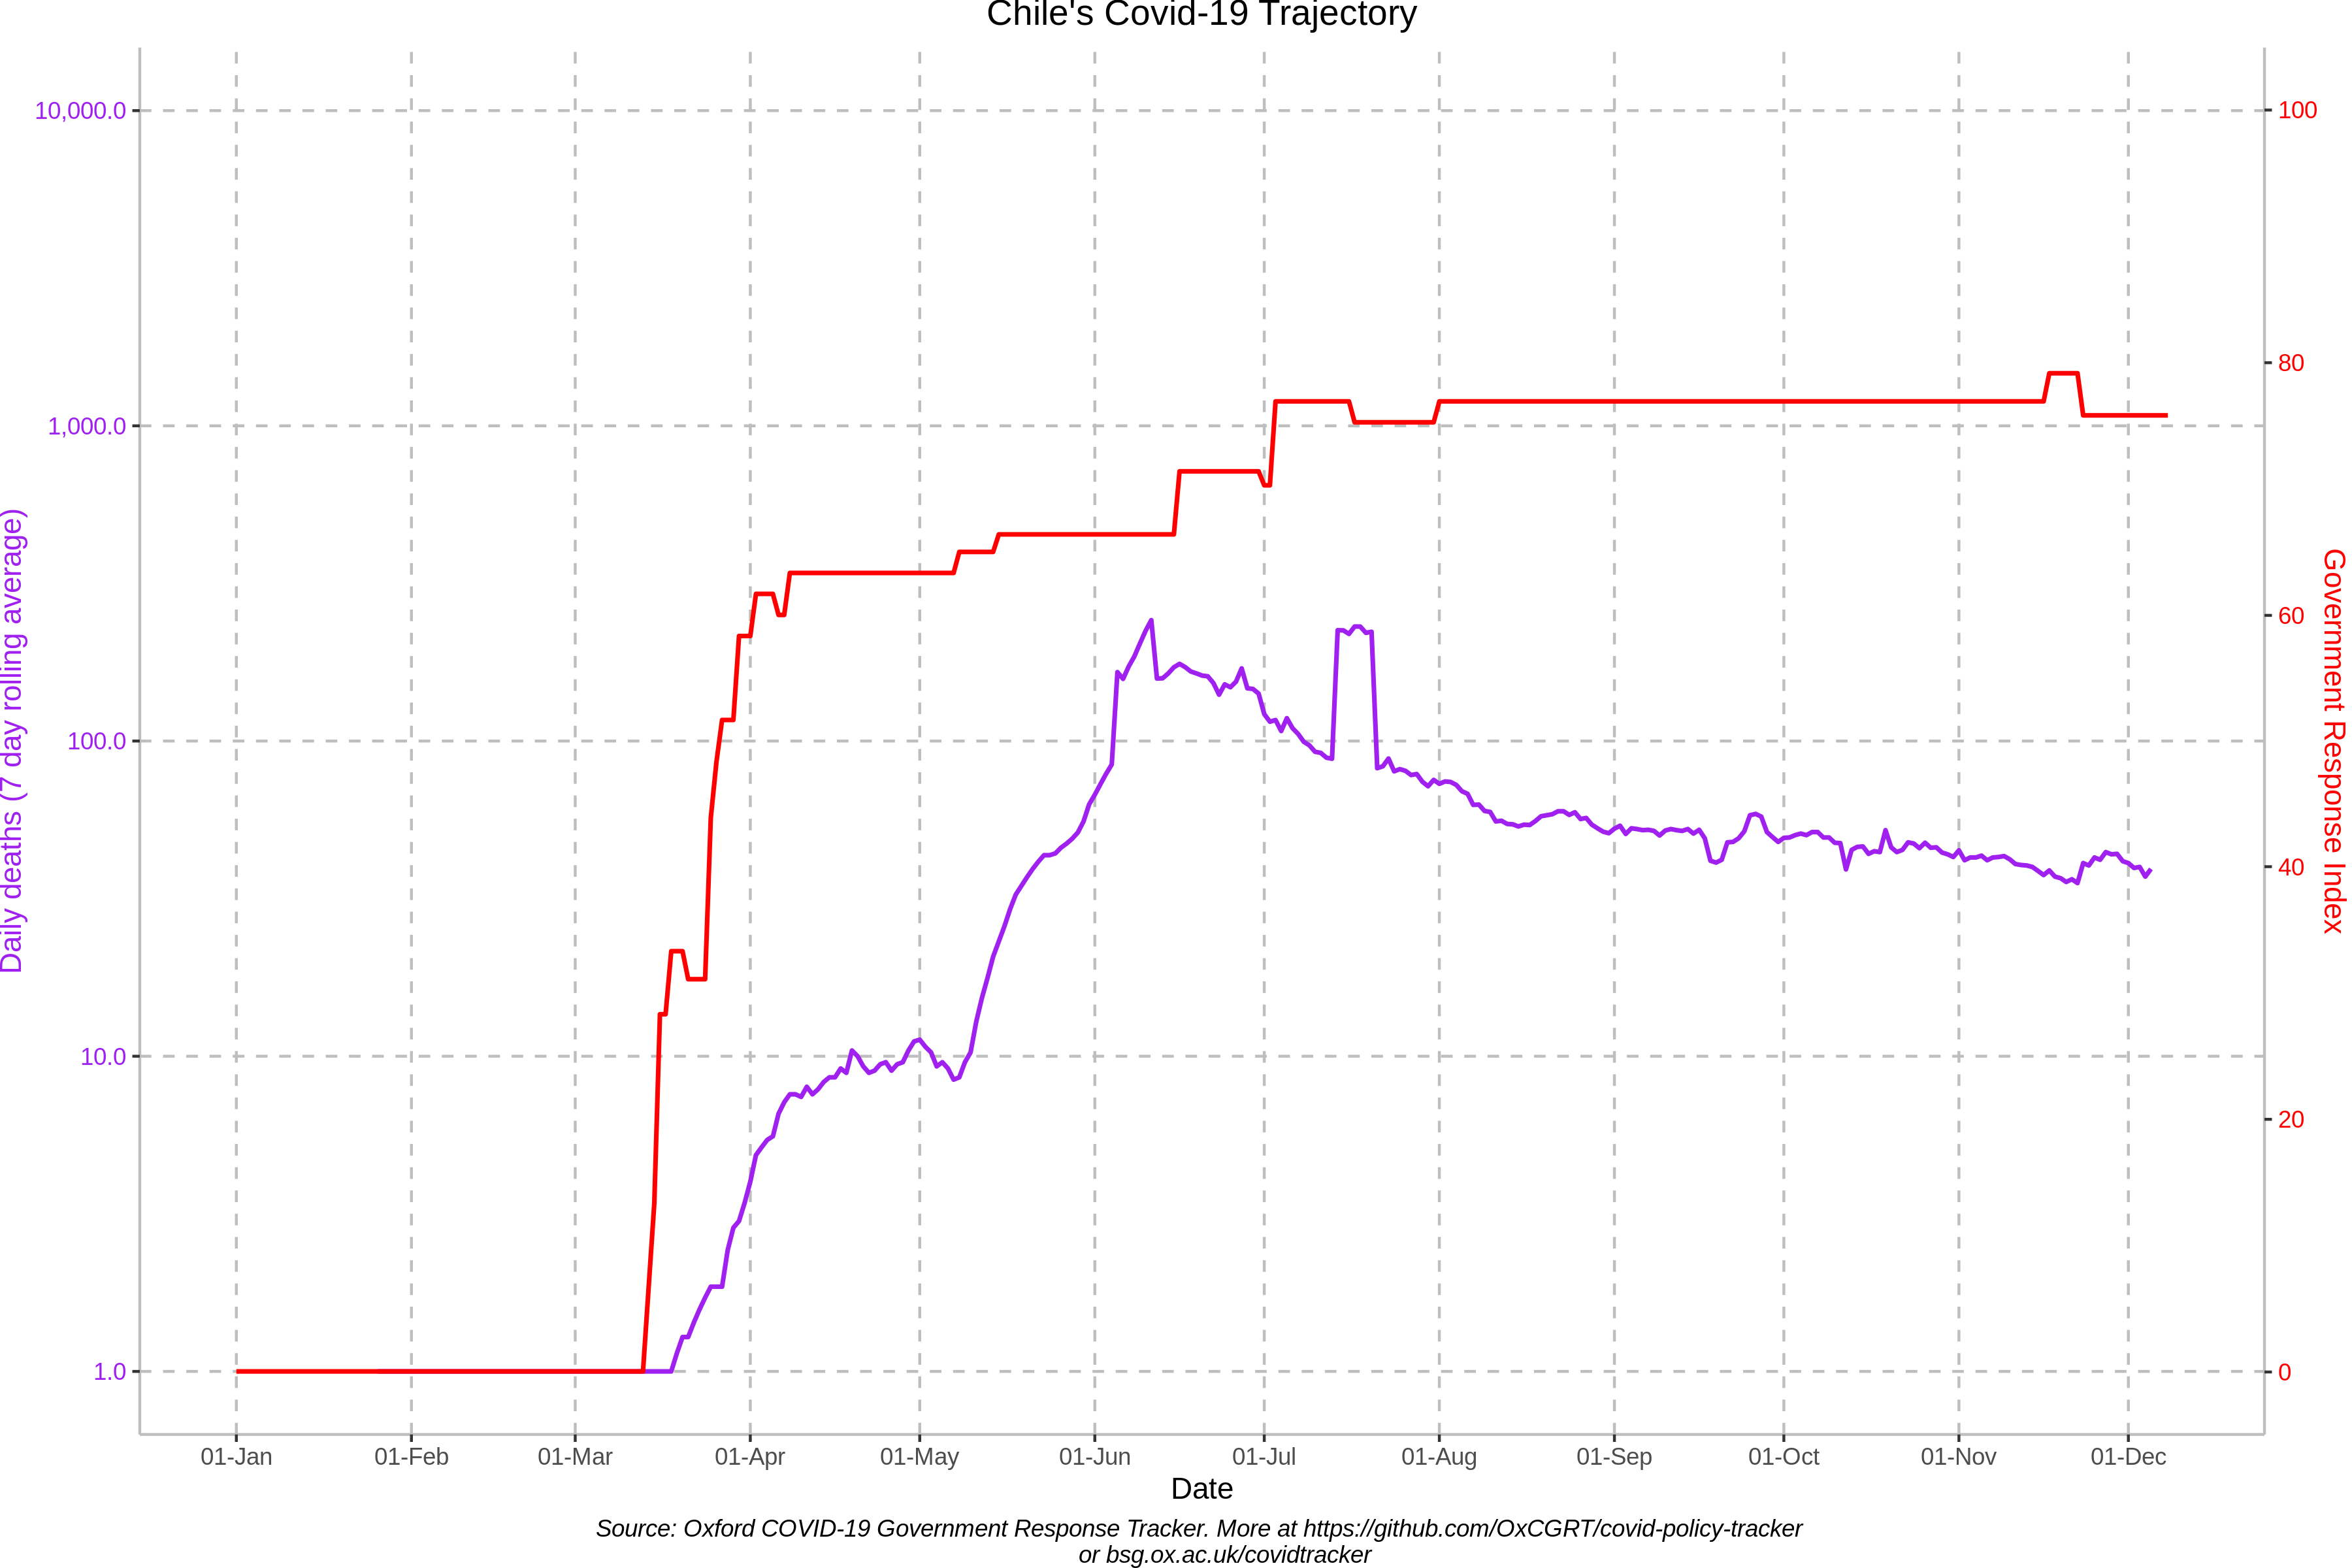 Chile's Covid-19 Trajectory
10,000.0
1,000.0
100.0
10.0
1.0
Daily deaths (7 day rolling average)
100
80
60
40
20
0
Government Response Index
01-Jan 01-Feb 01-Mar 01-Apr 01-May 01-Jun 01-Jul 01-Aug 01-Sep 01-Oct 01-Nov 01-Dec
Date
Source: Oxford COVID-19 Government Response Tracker. More at https://github.com/OxCGRT/covid-policy-tracker
or bsg.ox.ac.uk/covidtracker